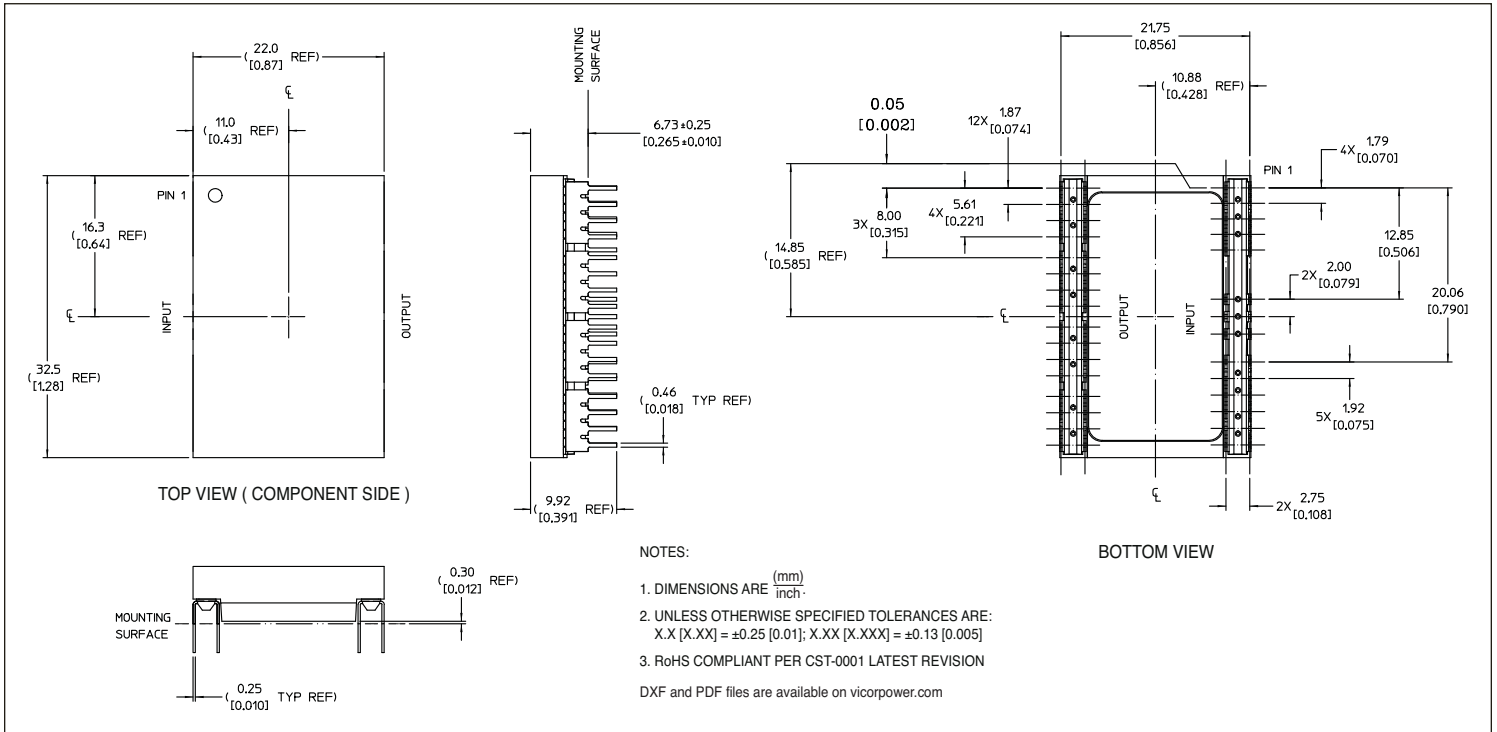 22.0
( [0.87] REF)
℄
11.0
( [0.43] REF)
PIN 1
16.3
( [0.64] REF)
℄
INPUT
OUTPUT
32.5
( [1.28] REF)
TOP VIEW ( COMPONENT SIDE )
MOUNTING
SURFACE
6.73 ±0.25
[0.265 ±0.010]
0.46
( [0.018] TYP REF)
9.92
( [0.391] REF)
21.75
[0.856]
10.88
( [0.428] REF)
0.05
[0.002]
12X 1.87
[0.074]
4X 1.79
[0.070]
PIN 1
3X 8.00
[0.315]
4X 5.61
[0.221]
14.85
( [0.585] REF)
12.85
[0.506]
2X 2.00
[0.079]
20.06
[0.790]
℄
OUTPUT
INPUT
5X 1.92
[0.075]
℄
2X 2.75
[0.108]
BOTTOM VIEW
0.30
( [0.012] REF)
MOUNTING
SURFACE
0.25
( [0.010] TYP REF)
NOTES:
1. DIMENSIONS ARE (mm)
inch.
2. UNLESS OTHERWISE SPECIFIED TOLERANCES ARE:
X.X [X.XX] = ±0.25 [0.01]; X.XX [X.XXX] = ±0.13 [0.005]
3. RoHS COMPLIANT PER CST-0001 LATEST REVISION
DXF and PDF files are available on vicorpower.com